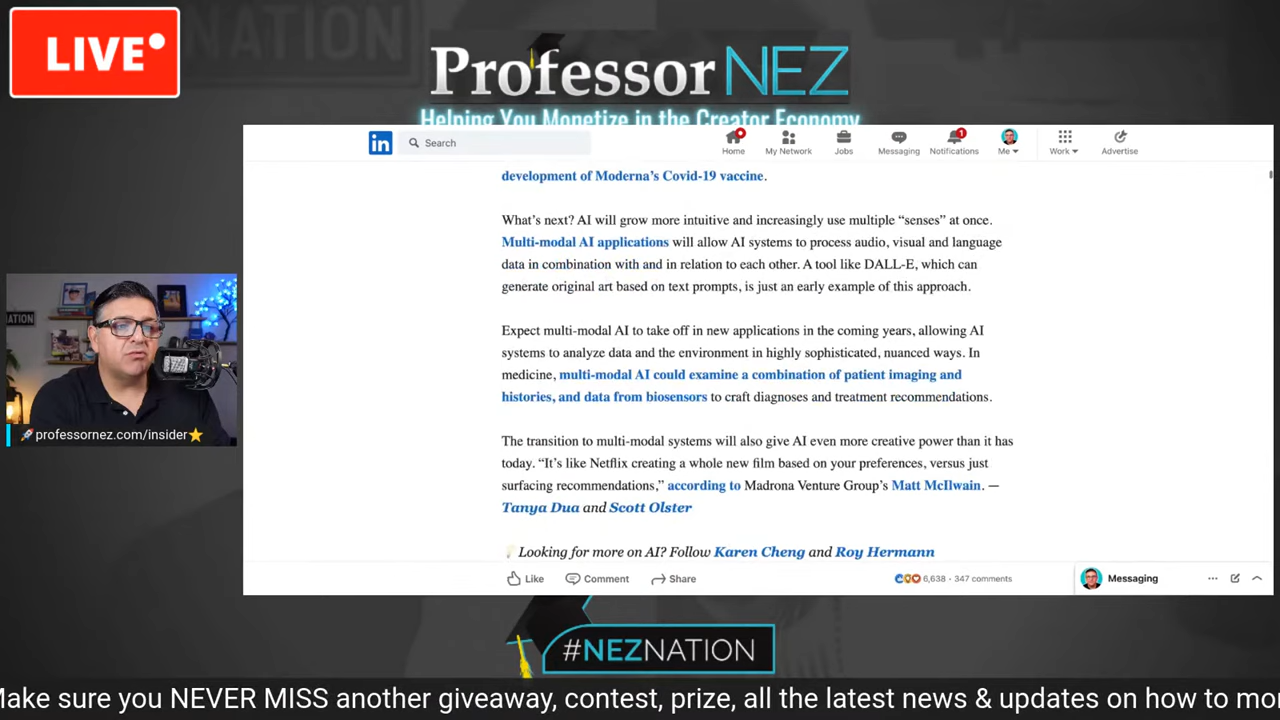 LIVE
NATION
Professor NEZ
Helping You Monetize in the Creator Economy
in
Search
Home
My Network
Jobs
Messaging
1
Notifications
Me
Work
Advertise
development of Moderna’s Covid-19 vaccine.
What’s next? AI will grow more intuitive and increasingly use multiple “senses” at once.
Multi-modal AI applications will allow AI systems to process audio, visual and language
data in combination with and in relation to each other. A tool like DALL-E, which can
generate original art based on text prompts, is just an early example of this approach.
Expect multi-modal AI to take off in new applications in the coming years, allowing AI
systems to analyze data and the environment in highly sophisticated, nuanced ways. In
medicine, multi-modal AI could examine a combination of patient imaging and
histories, and data from biosensors to craft diagnoses and treatment recommendations.
The transition to multi-modal systems will also give AI even more creative power than it has
today. “It’s like Netflix creating a whole new film based on your preferences, versus just
surfacing recommendations,” according to Madrona Venture Group’s Matt McIlwain. —
Tanya Dua and Scott Olster
💡 Looking for more on AI? Follow Karen Cheng and Roy Hermann
Like
Comment
Share
6,638 · 347 comments
Messaging
NATION
🚀professornez.com/insider⭐
#NEZNATION
Make sure you NEVER MISS another giveaway, contest, prize, all the latest news & updates on how to mo